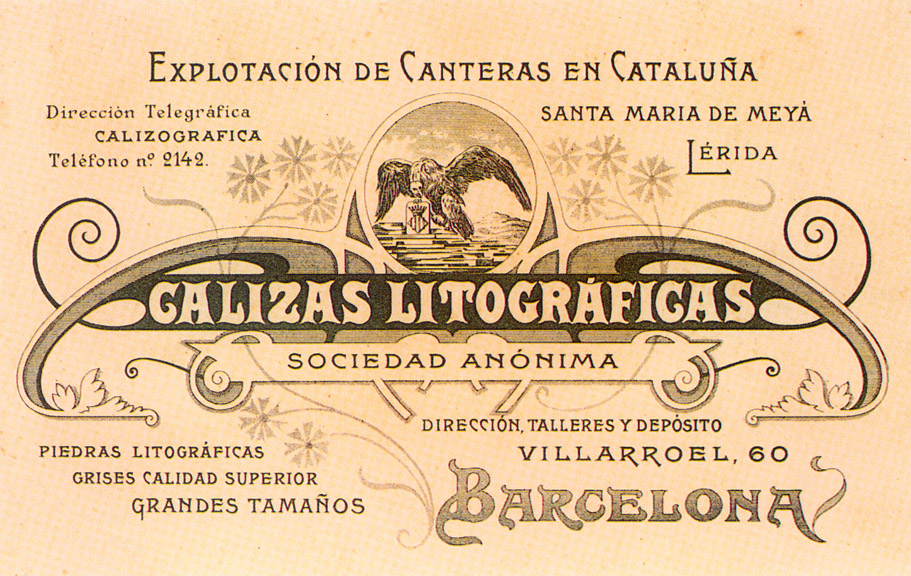 EXPLOTACIÓN DE CANTERAS EN CATALUÑA
Dirección Telegráfica
CALIZOGRAFICA
Teléfono nº 2142.
SANTA MARIA DE MEYÁ
LÉRIDA
CALIZAS LITOGRÁFICAS
SOCIEDAD ANÓNIMA
PIEDRAS LITOGRÁFICAS
GRISES CALIDAD SUPERIOR
GRANDES TAMAÑOS
DIRECCIÓN, TALLERES Y DEPÓSITO
VILLARROEL, 60
BARCELONA